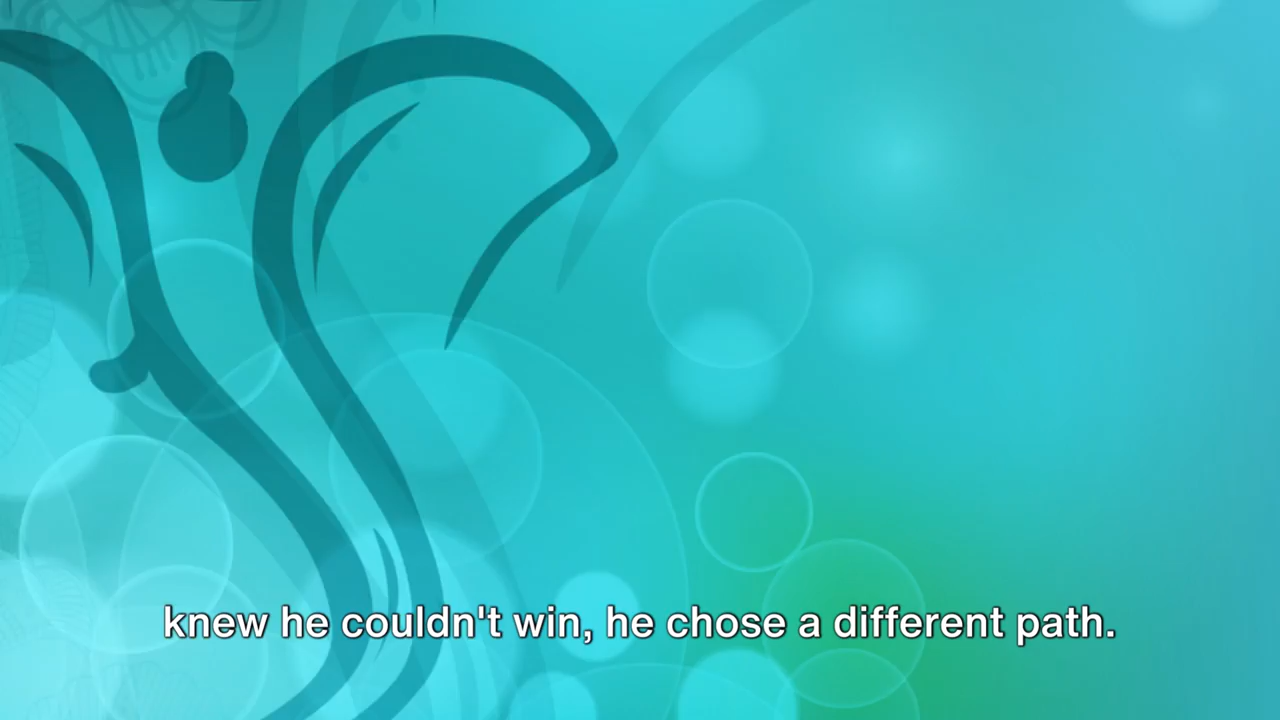 knew he couldn't win, he chose a different path.